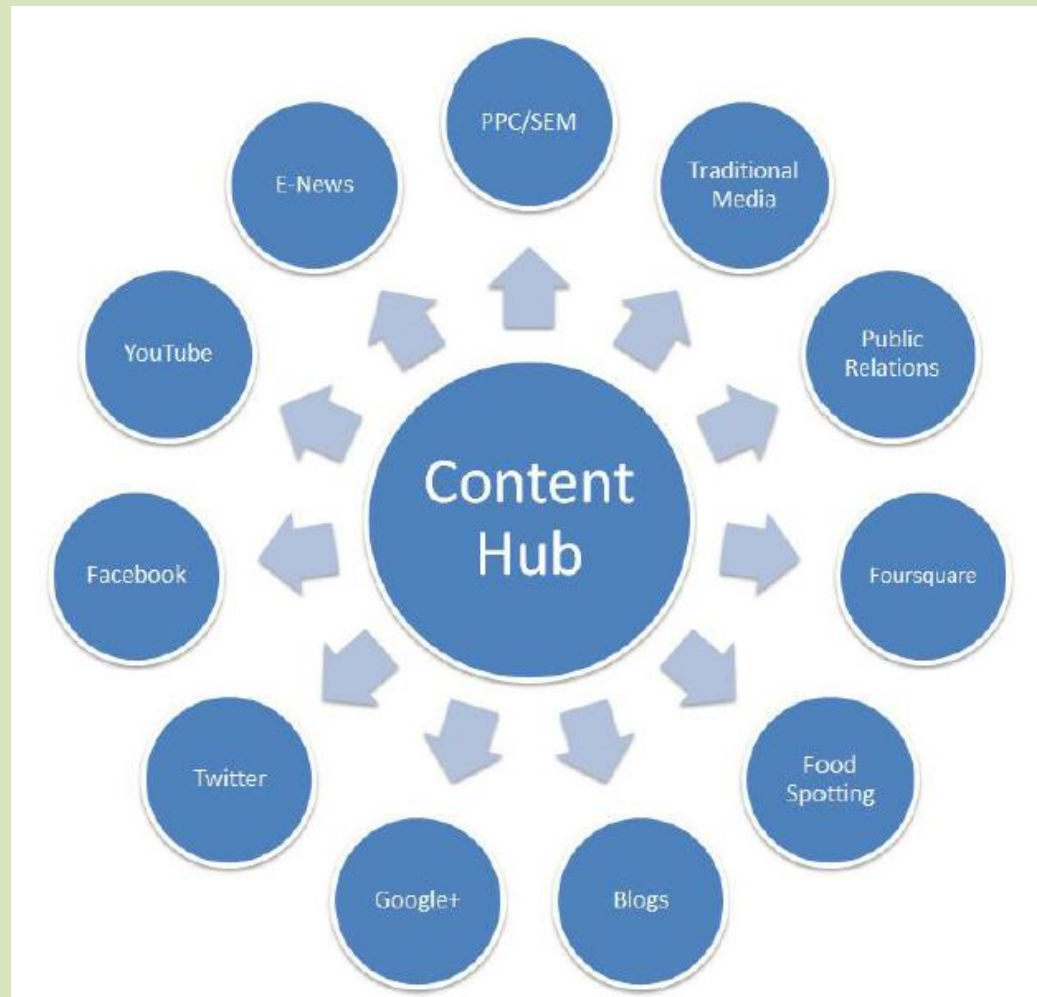 PPC/SEM
Traditional
Media
Public
Relations
Foursquare
Food
Spotting
Blogs
Google+
Twitter
Facebook
YouTube
E-News
Content
Hub